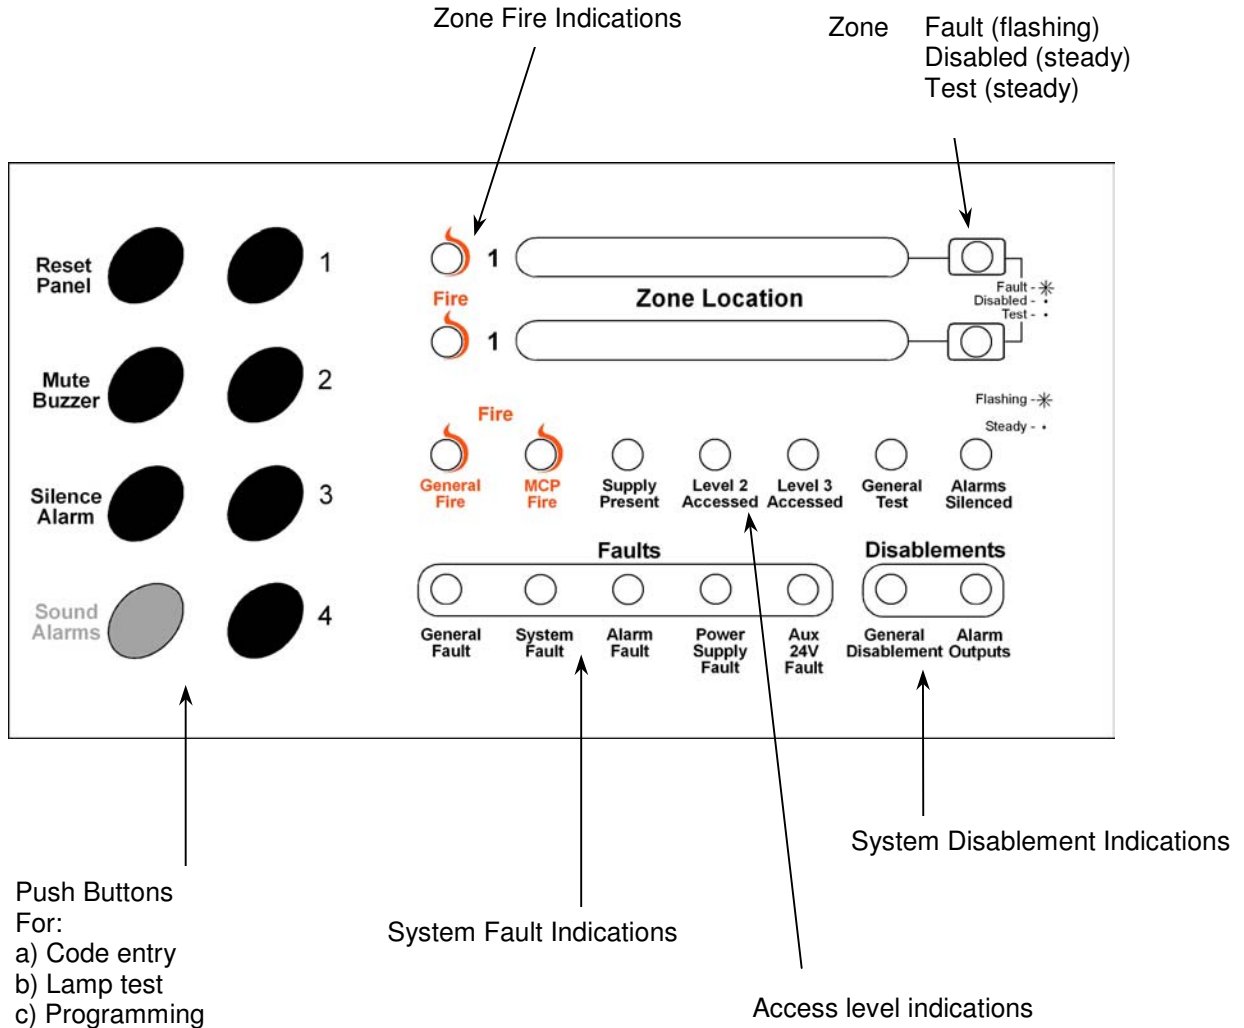 Zone Fire Indications
Zone Fault (flashing)
Disabled (steady)
Test (steady)
Reset
Panel
1
Mute
Buzzer
2
Silence
Alarm
3
Sound
Alarms
4
1
Fire
Zone Location
1
Fault -
Disabled -
Test -
Flashing -
Steady -
Fire
General
Fire
MCP
Fire
Supply
Present
Level 2
Accessed
Level 3
Accessed
General
Test
Alarms
Silenced
Faults
General
Fault
System
Fault
Alarm
Fault
Power
Supply
Fault
Aux
24V
Fault
Disablements
General
Disablement
Alarm
Outputs
System Disablement Indications
Push Buttons
For:
a) Code entry
b) Lamp test
c) Programming
System Fault Indications
Access level indications